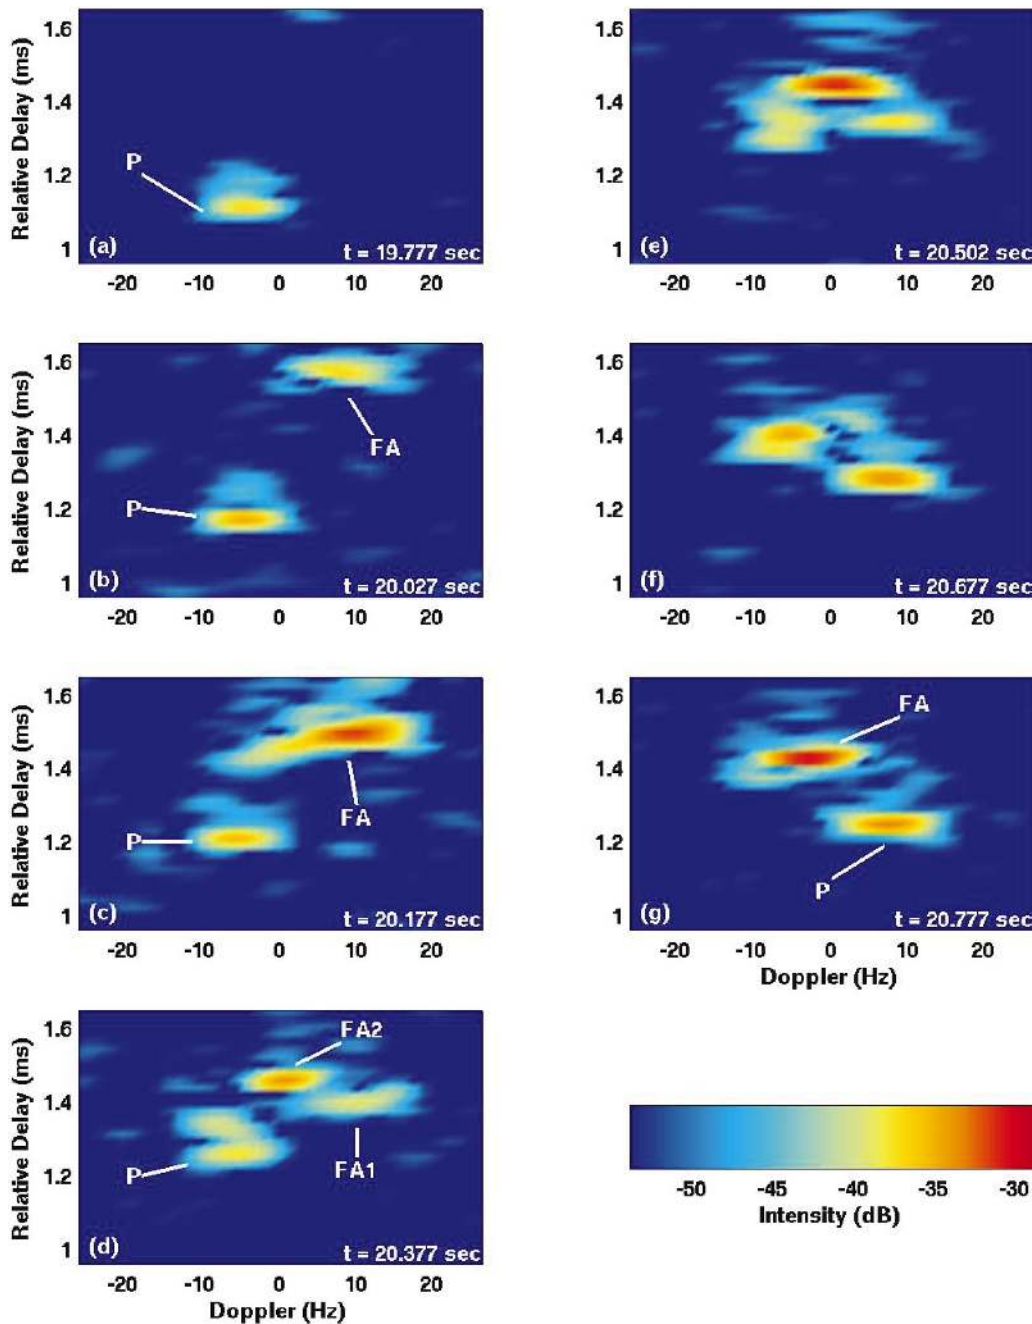 Relative Delay (ms)
1.6
1.4
1.2
1
P
(a)
t = 19.777 sec
-20 -10 0 10 20
Relative Delay (ms)
1.6
1.4
1.2
1
FA
P
(b)
t = 20.027 sec
-20 -10 0 10 20
Relative Delay (ms)
1.6
1.4
1.2
1
FA
P
(c)
t = 20.177 sec
-20 -10 0 10 20
Relative Delay (ms)
1.6
1.4
1.2
1
FA2
P
FA1
(d)
t = 20.377 sec
-20 -10 0 10 20
Doppler (Hz)
1.6
1.4
1.2
1
(e)
t = 20.502 sec
-20 -10 0 10 20
1.6
1.4
1.2
1
(f)
t = 20.677 sec
-20 -10 0 10 20
1.6
1.4
1.2
1
FA
P
(g)
t = 20.777 sec
-20 -10 0 10 20
Doppler (Hz)
-50 -45 -40 -35 -30
Intensity (dB)